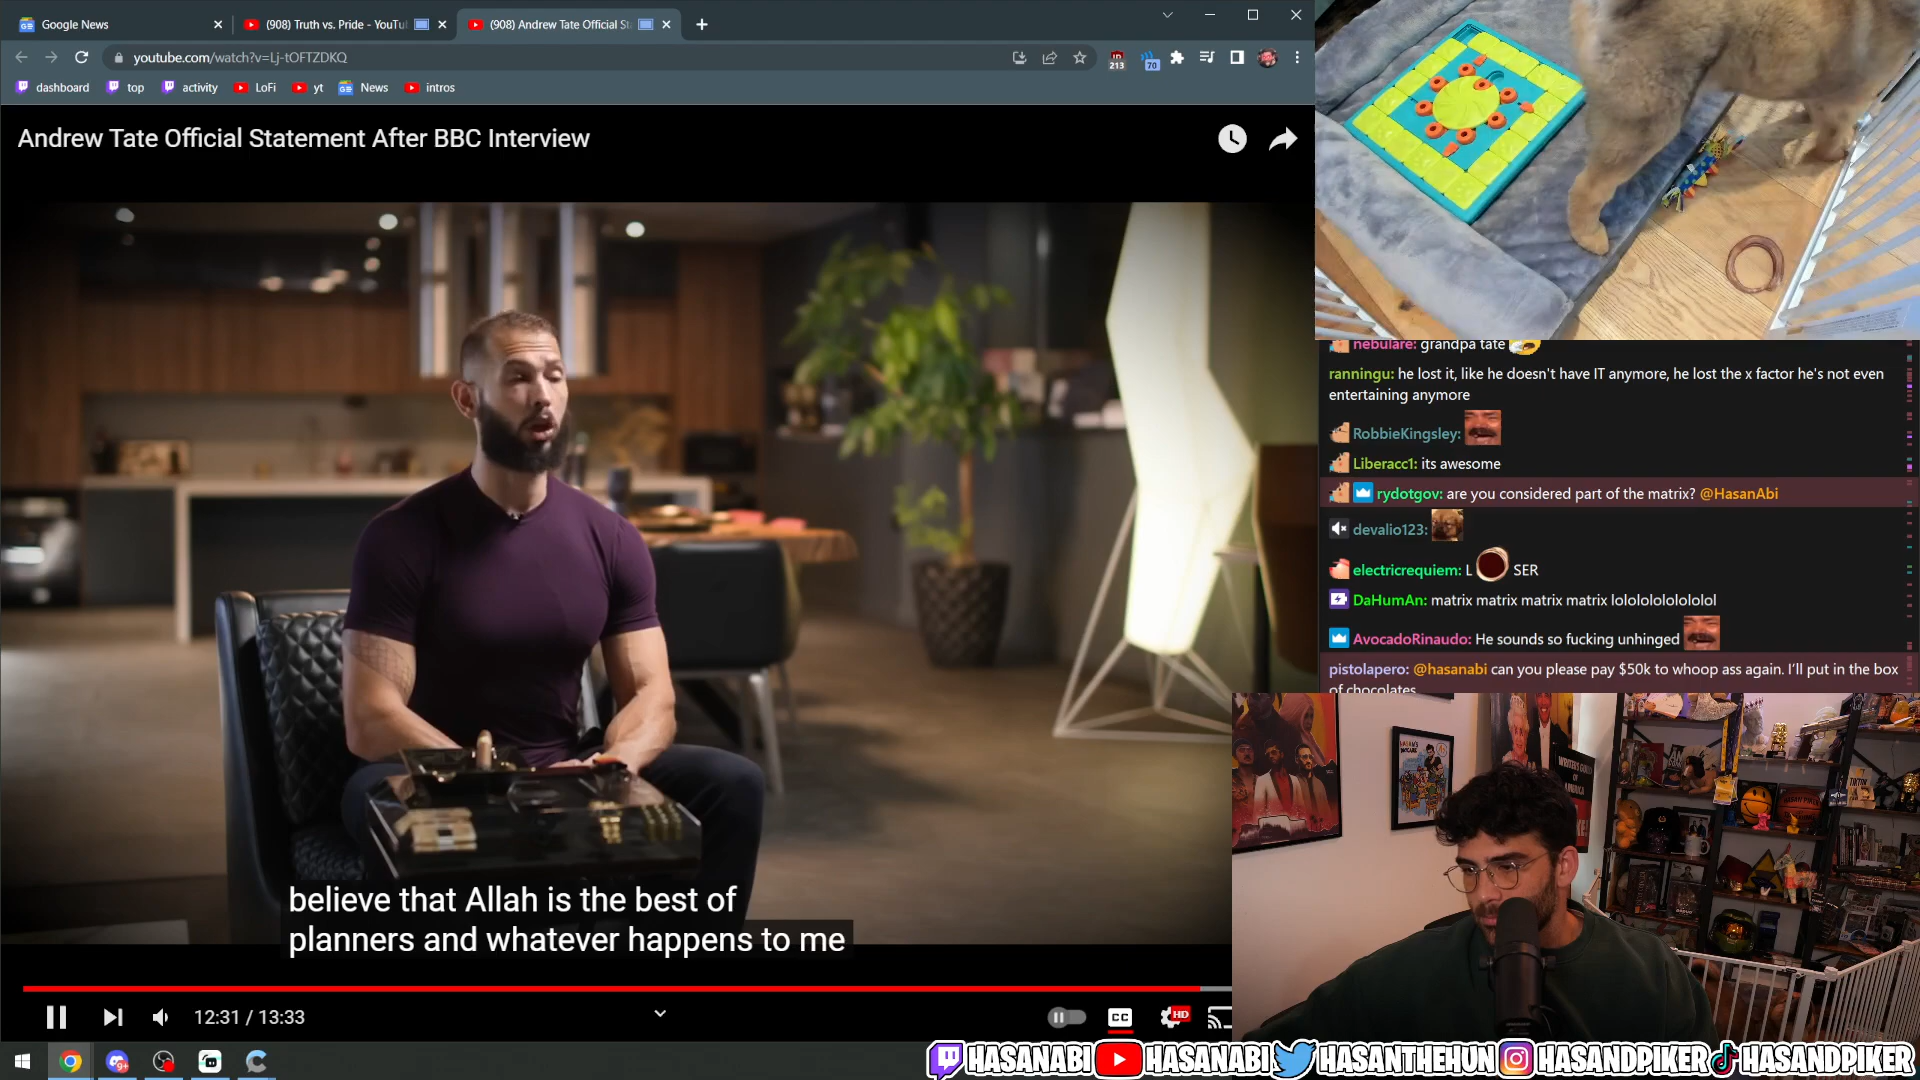 Google News
(908) Truth vs. Pride - YouTu
(908) Andrew Tate Official St
youtube.com/watch?v=Lj-tOFTZDKQ
213
70
dashboard
top
activity
LoFi
yt
News
intros
Andrew Tate Official Statement After BBC Interview
believe that Allah is the best of
planners and whatever happens to me
12:31 / 13:33
CC
HD
nebulare: grandpa tate
ranningu: he lost it, like he doesn't have IT anymore, he lost the x factor he's not even
entertaining anymore
RobbieKingsley:
Liberacc1: its awesome
rydotgov: are you considered part of the matrix? @HasanAbi
devalio123:
electricrequiem: L SER
DaHumAn: matrix matrix matrix matrix lolololololololol
AvocadoRinaudo: He sounds so fucking unhinged
pistolapero: @hasanabi can you please pay $50k to whoop ass again. I'll put in the box
of chocolates
HASANABI
HASANABI
HASANTHEHUN
HASANDPIKER
HASANDPIKER